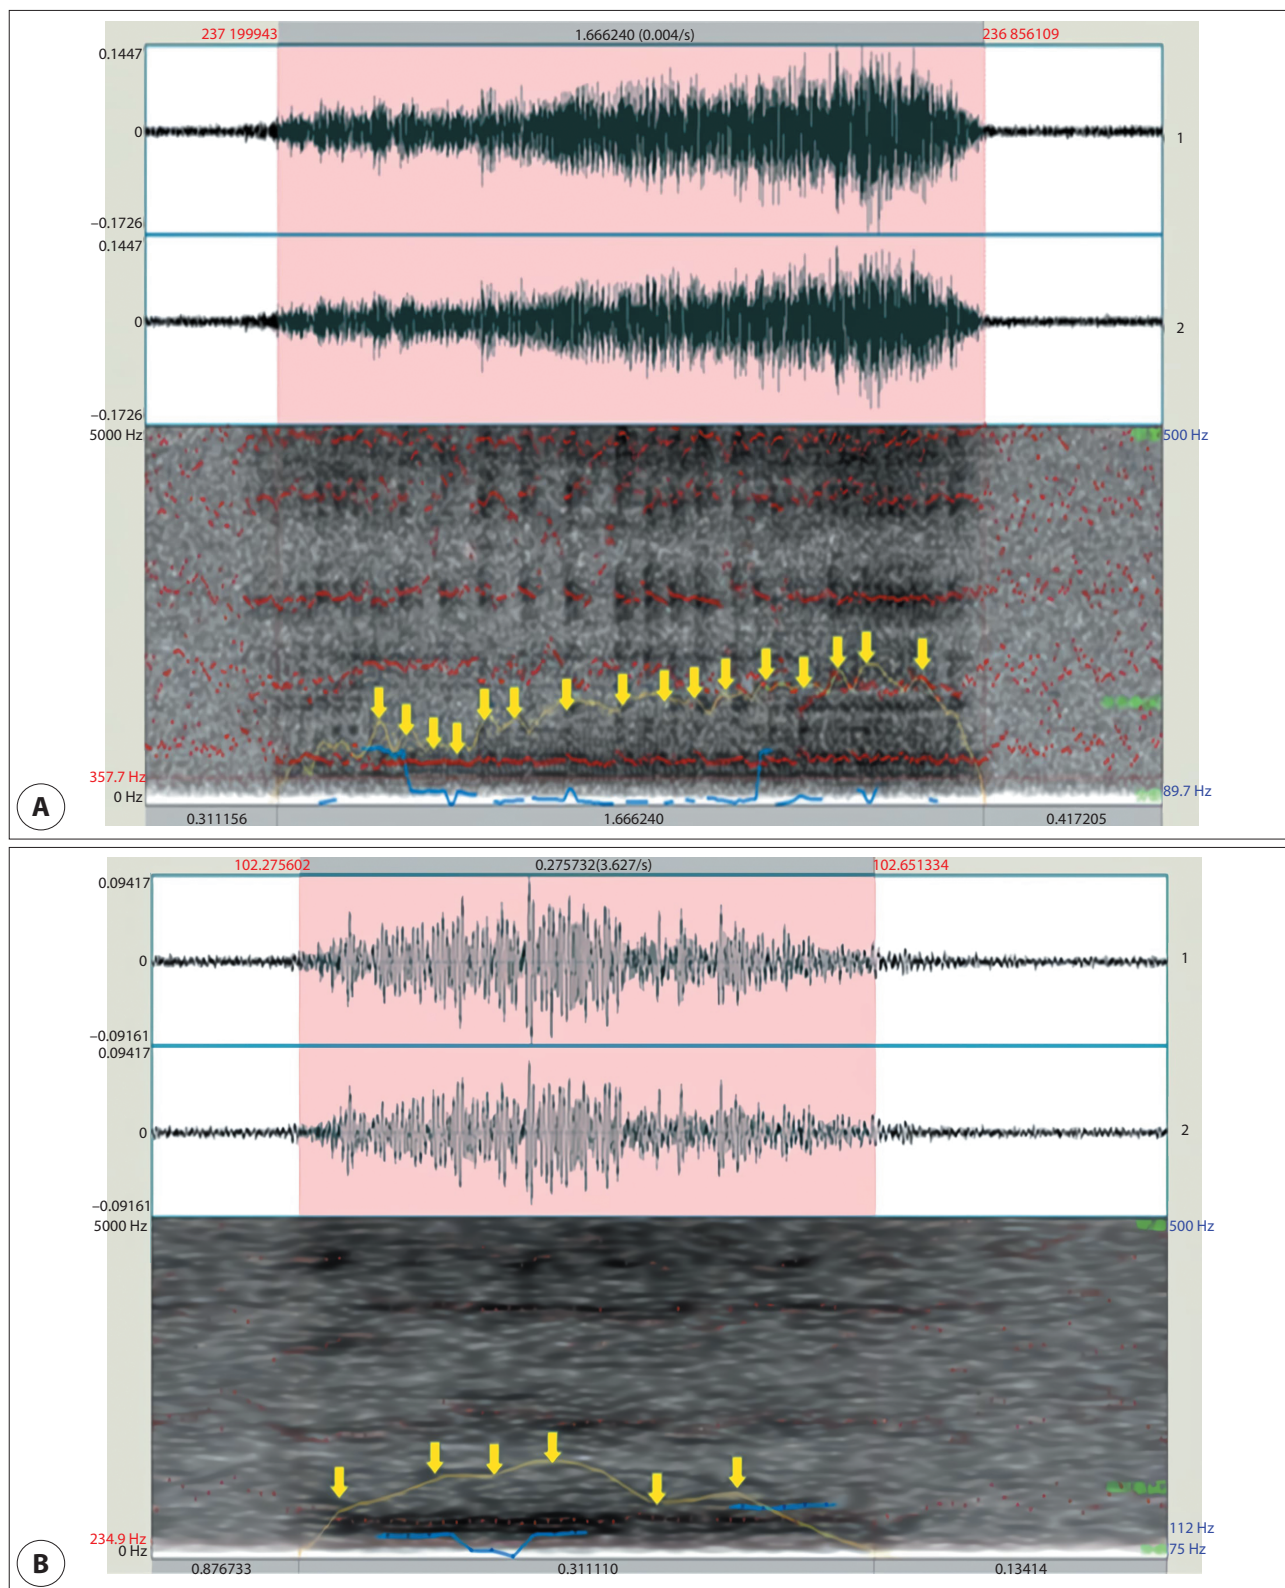 237 199943 1.666240 (0.004/s) 236 856109
0.1447
0
1
–0.1726
0.1447
0
2
–0.1726
5000 Hz 500 Hz
357.7 Hz
89.7 Hz
0 Hz
A
0.311156 1.666240 0.417205
102.275602 0.275732(3.627/s) 102.651334
0.09417
0
1
–0.09161
0.09417
0
2
–0.09161
5000 Hz 500 Hz
112 Hz
234.9 Hz
0 Hz 75 Hz
B
0.876733 0.311110 0.13414